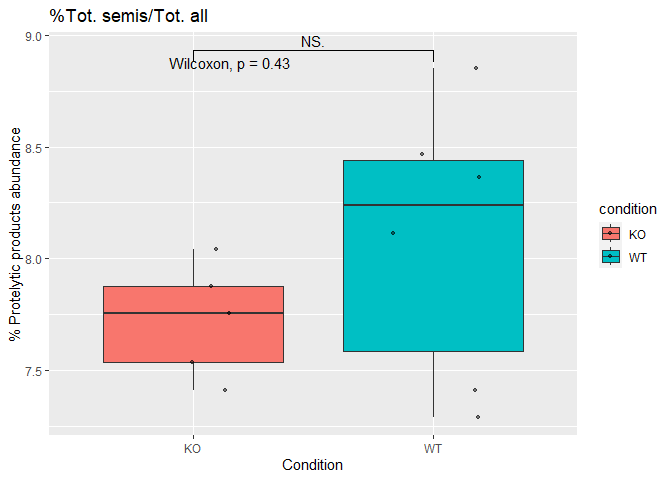 %Tot. semis/Tot. all
9.0
8.5
8.0
7.5
% Protelytic products abundance
NS.
Wilcoxon, p = 0.43
KO
WT
Condition
condition
KO
WT